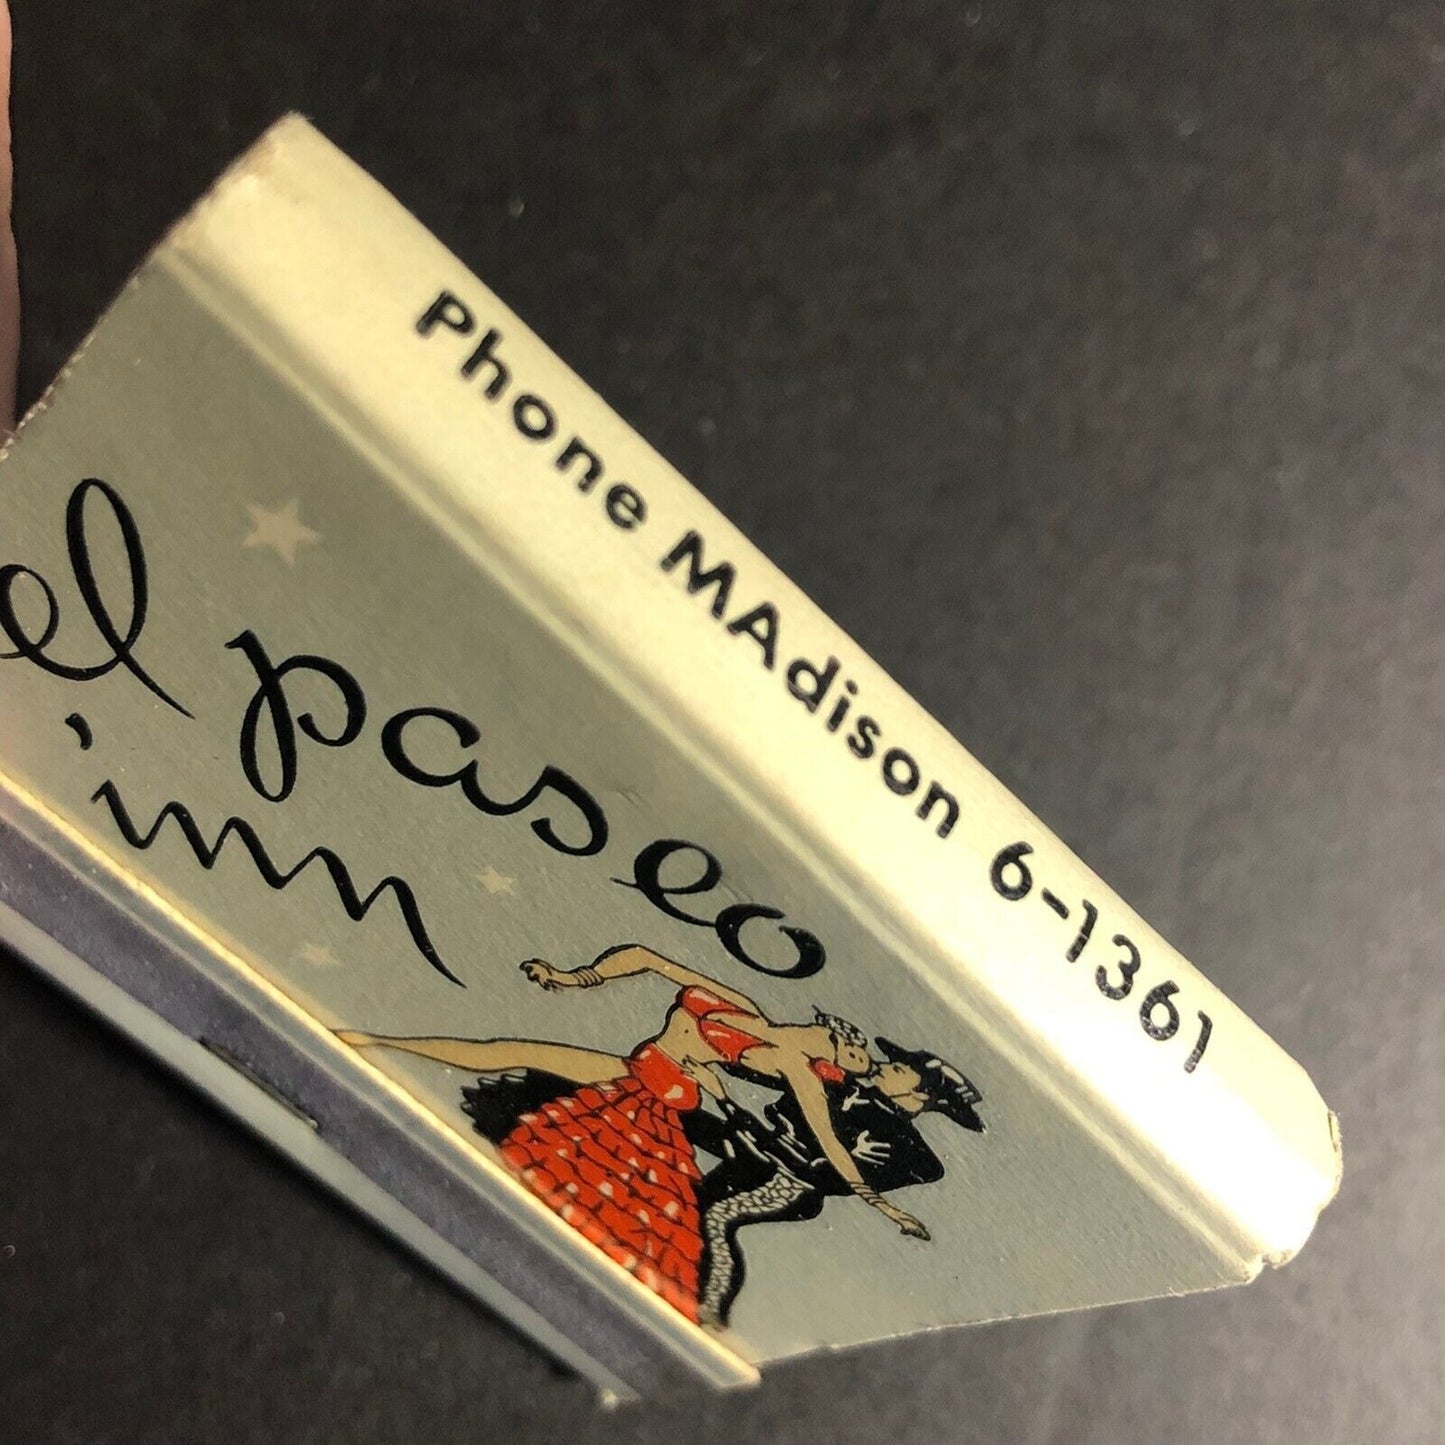 Phone MAdison 6-1361
el paseo
inn